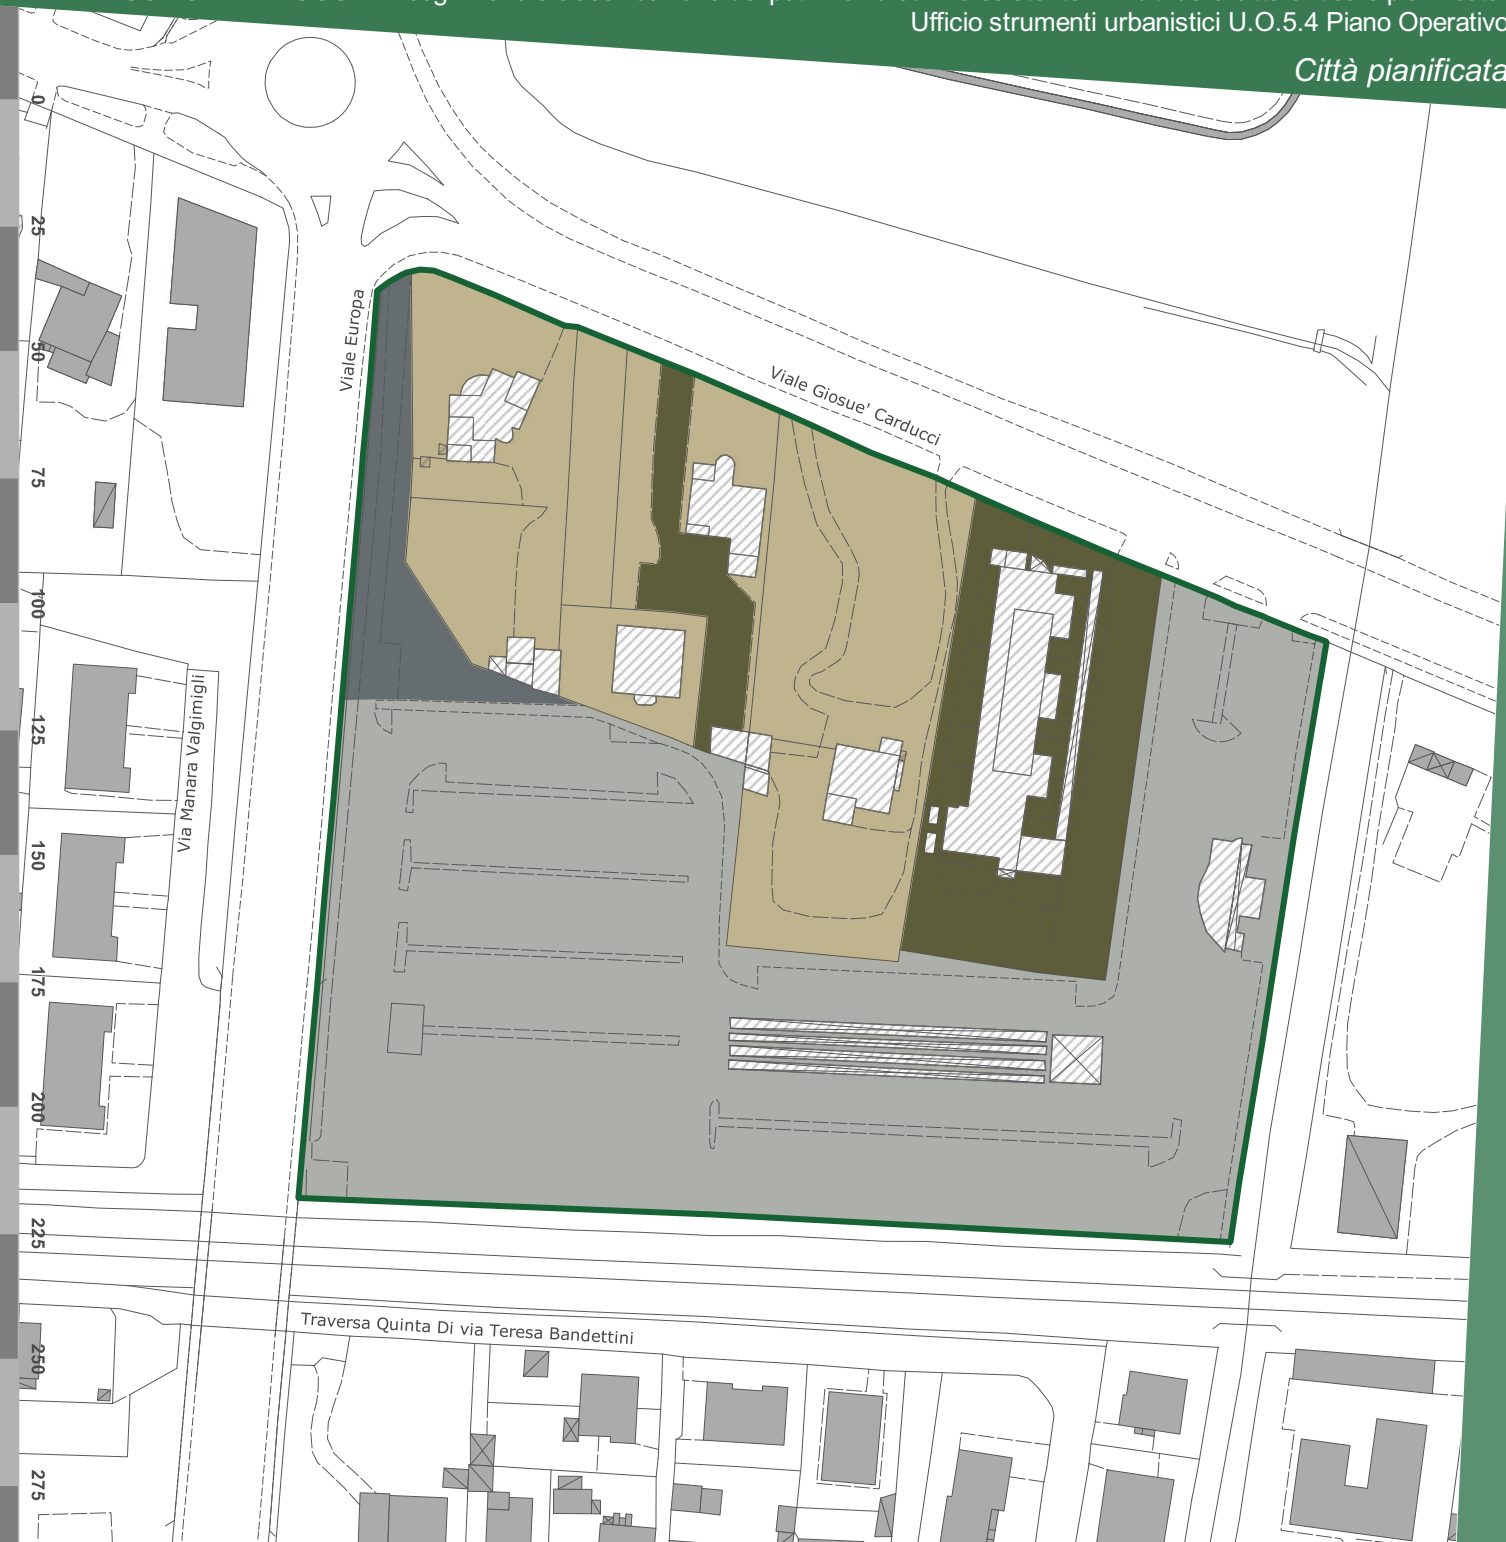 Ufficio strumenti urbanistici U.O.5.4 Piano Operativo
Città pianificata
0
25
50
75
100
125
150
175
200
225
250
275
Viale Europa
Viale Giosue' Carducci
Via Manara Valgimigli
Traversa Quinta Di via Teresa Bandettini